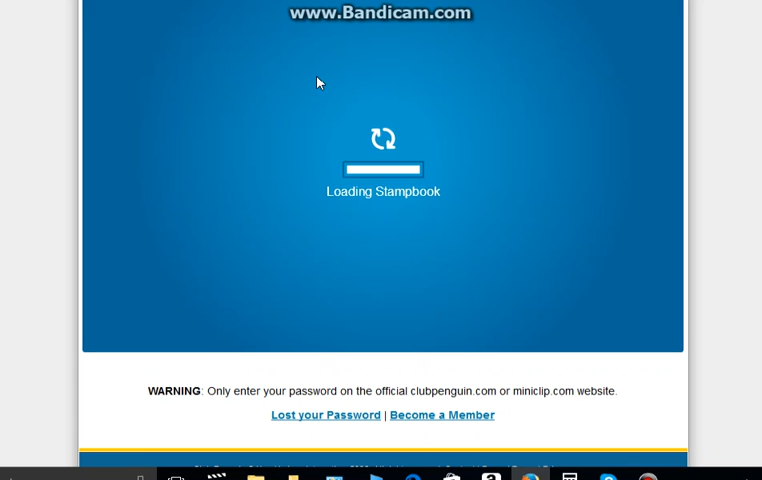 www.Bandicam.com
Loading Stampbook
WARNING: Only enter your password on the official clubpenguin.com or miniclip.com website.
Lost your Password | Become a Member